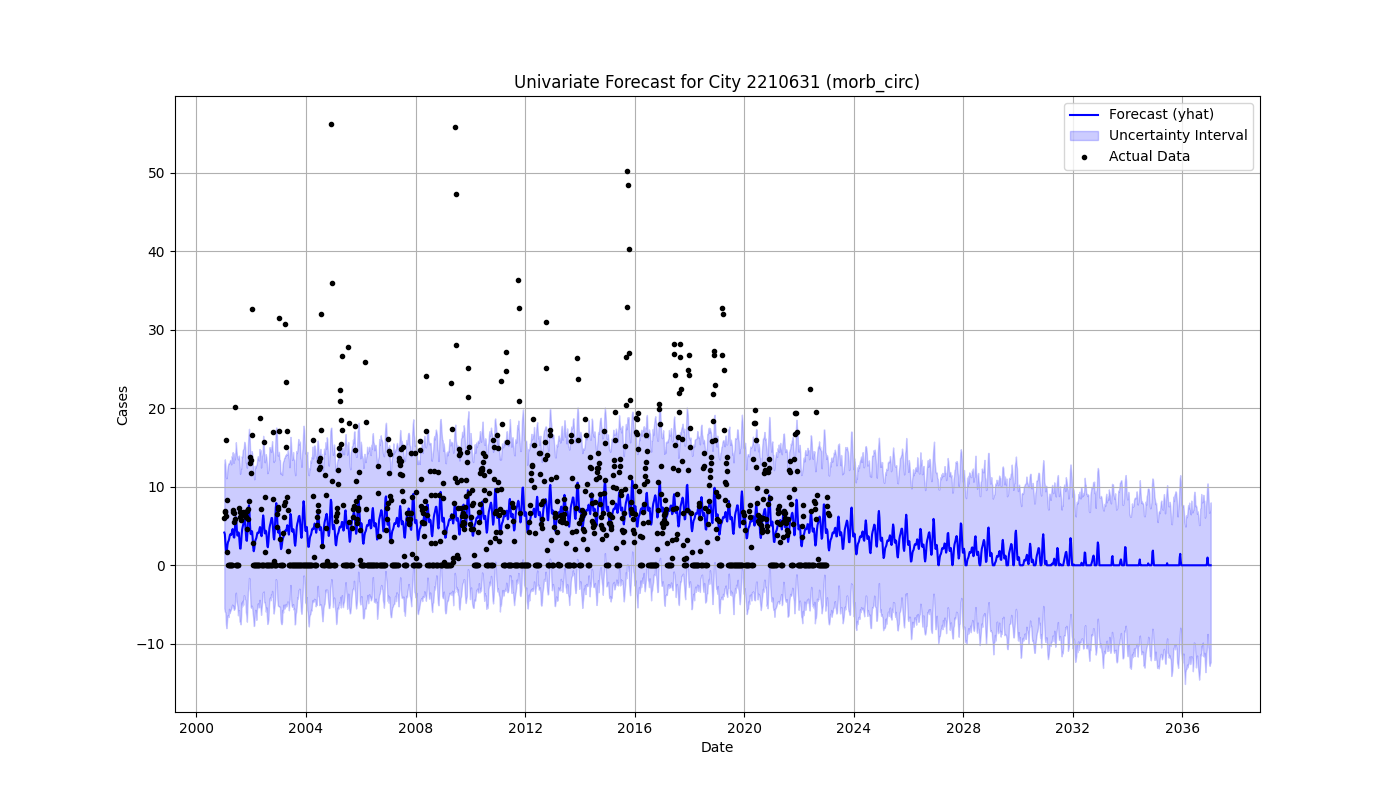 Univariate Forecast for City 2210631 (morb_circ)
Forecast (yhat)
Uncertainty Interval
Actual Data
Cases
50
40
30
20
10
0
−10
2000 2004 2008 2012 2016 2020 2024 2028 2032 2036
Date